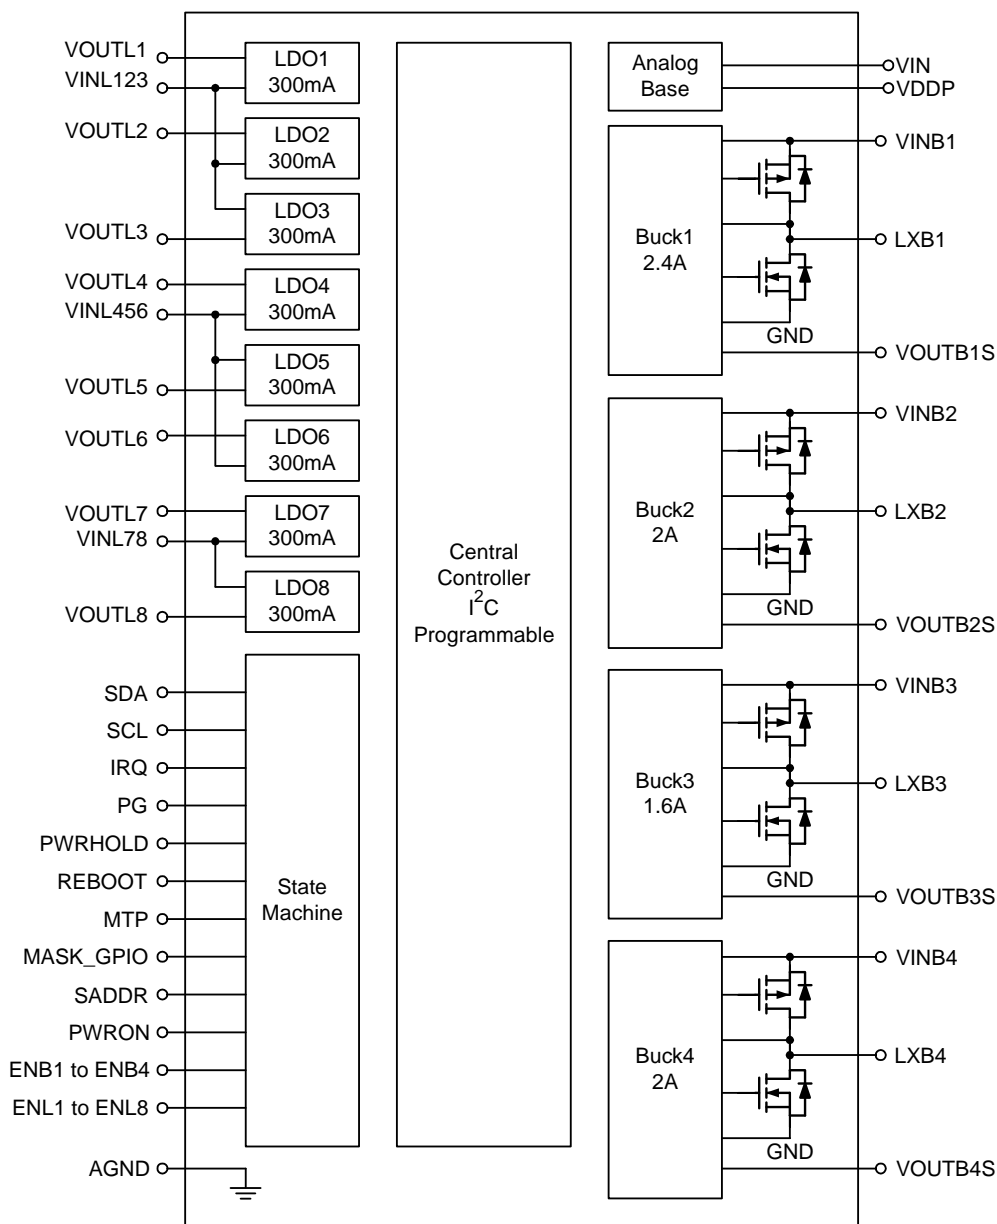 VOUTL1
VINL123
VOUTL2
VOUTL3
VOUTL4
VINL456
VOUTL5
VOUTL6
VOUTL7
VINL78
VOUTL8
SDA
SCL
IRQ
PG
PWRHOLD
REBOOT
MTP
MASK_GPIO
SADDR
PWRON
ENB1 to ENB4
ENL1 to ENL8
AGND
LDO1
300mA
LDO2
300mA
LDO3
300mA
LDO4
300mA
LDO5
300mA
LDO6
300mA
LDO7
300mA
LDO8
300mA
State
Machine
Central
Controller
I²C
Programmable
Analog
Base
VIN
VDDP
Buck1
2.4A
VINB1
LXB1
GND
VOUTB1S
Buck2
2A
VINB2
LXB2
GND
VOUTB2S
Buck3
1.6A
VINB3
LXB3
GND
VOUTB3S
Buck4
2A
VINB4
LXB4
GND
VOUTB4S